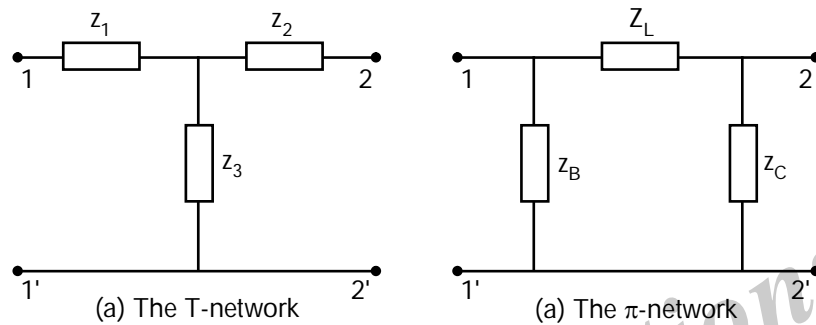 z1 z2
1 2
z3
1' 2'
(a) The T-network
ZL
1 2
zB zC
1' 2'
(a) The π-network